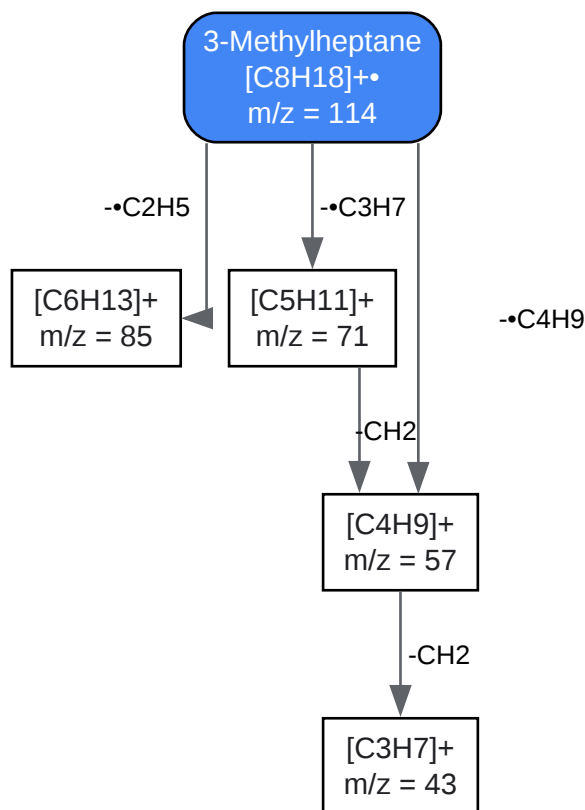 3-Methylheptane
[C8H18]+•
m/z = 114
-•C2H5
-•C3H7
[C6H13]+
m/z = 85
[C5H11]+
m/z = 71
-•C4H9
-CH2
[C4H9]+
m/z = 57
-CH2
[C3H7]+
m/z = 43